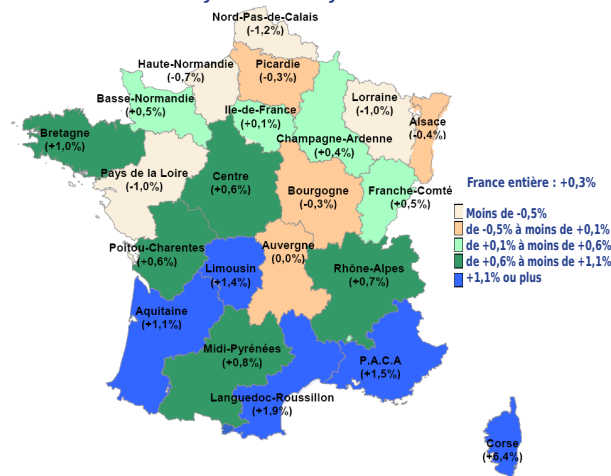 Nord-Pas-de-Calais
(-1,2%)
Haute-Normandie
(-0,7%)
Picardie
(-0,3%)
Basse-Normandie
(+0,5%)
Ile-de-France
(+0,1%)
Lorraine
(-1,0%)
Alsace
(-0.4%)
Champagne-Ardenne
(+0,4%)
Bretagne
(+1,0%)
Pays de la Loire
(-1,0%)
Centre
(+0,6%)
Bourgogne
(-0,3%)
Franche-Comté
(+0,5%)
France entière : +0,3%
Moins de -0,5%
de -0,5% à moins de +0,1%
de +0,1% à moins de +0,6%
de +0,6% à moins de +1,1%
+1,1% ou plus
Poitou-Charentes
(+0,6%)
Limousin
(+1,4%)
Auvergne
(0,0%)
Rhône-Alpes
(+0,7%)
Aquitaine
(+1,1%)
Midi-Pyrénées
(+0,8%)
P.A.C.A
(+1,5%)
Languedoc-Roussillon
(+1,9%)
Corse
(+6,4%)